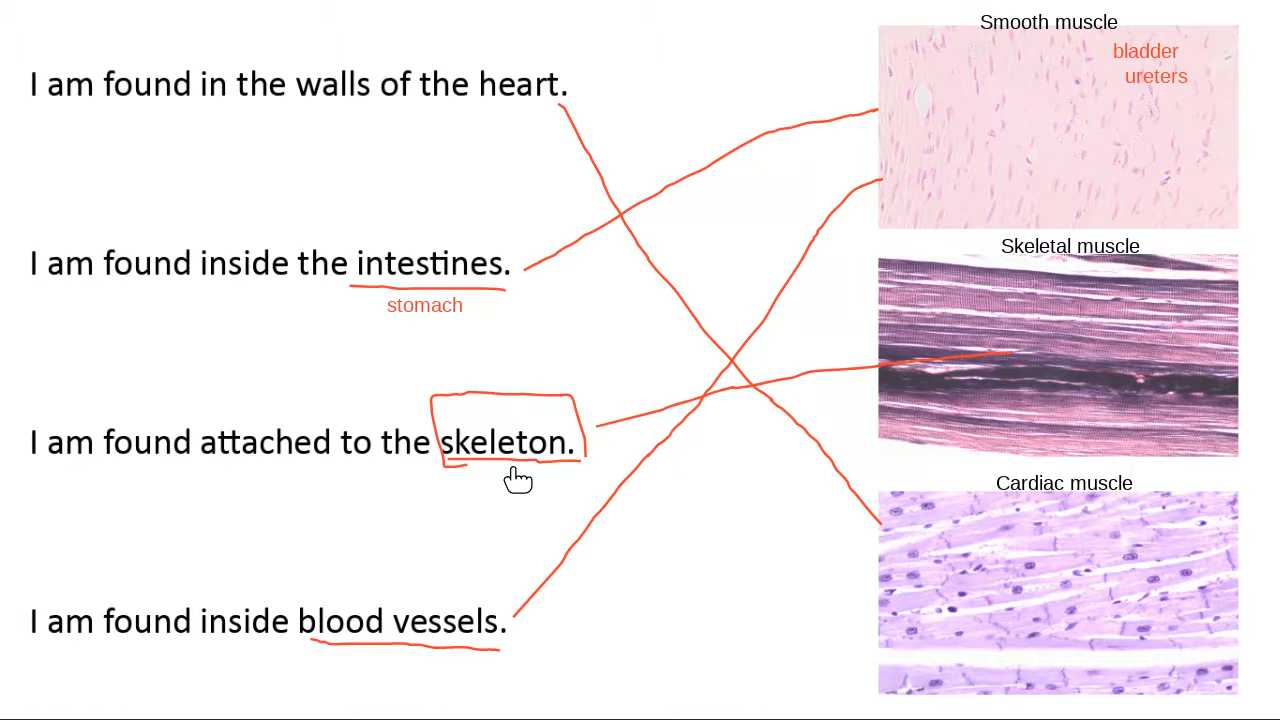 I am found in the walls of the heart.
I am found inside the intestines.
stomach
I am found attached to the skeleton.
I am found inside blood vessels.
Smooth muscle
bladder
ureters
Skeletal muscle
Cardiac muscle